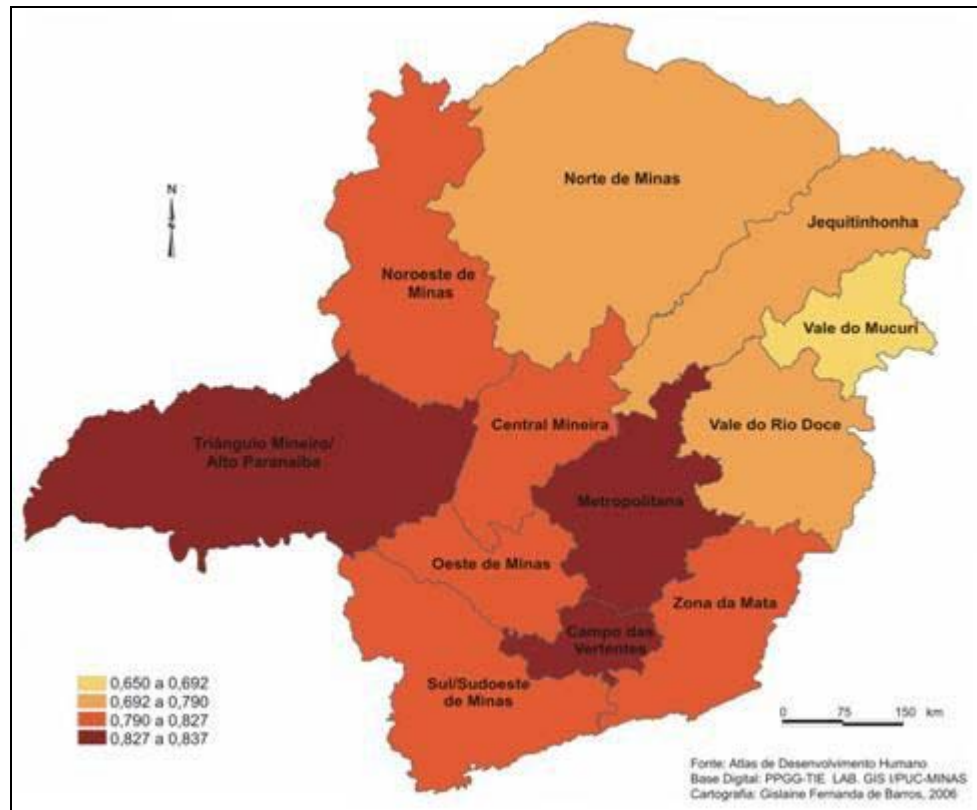 Norte de Minas
Jequitinhonha
N
Noroeste de
Minas
Vale do Mucuri
Central Mineira
Vale do Rio Doce
Triângulo Mineiro/
Alto Paranaíba
Metropolitana
Oeste de Minas
Zona da Mata
Campo das
Vertentes
Sul/Sudoeste
de Minas
0,650 a 0,692
0,692 a 0,790
0,790 a 0,827
0,827 a 0,837
0 75 150 km
Fonte: Atlas de Desenvolvimento Humano
Base Digital: PPGG-TIE LAB. GIS I/PUC-MINAS
Cartografia: Gislaine Fernanda de Barros, 2006